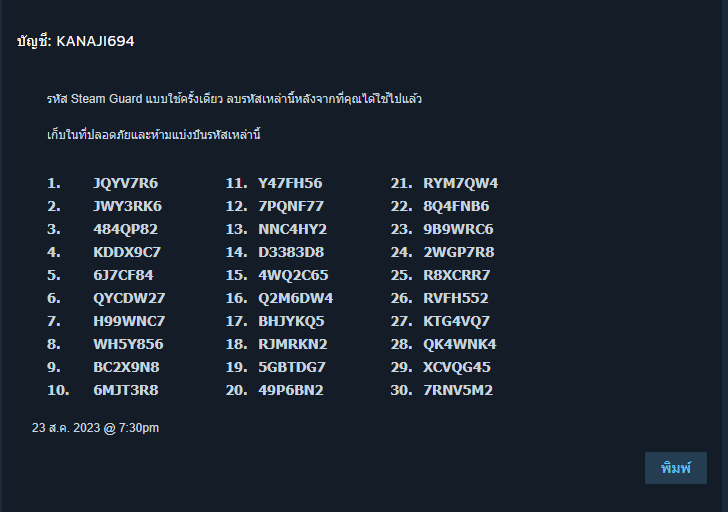 บัญชี: KANAJI694
รหัส Steam Guard แบบใช้ครั้งเดียว ลบรหัสเหล่านี้หลังจากที่คุณได้ใช้ไปแล้ว
เก็บในที่ปลอดภัยและห้ามแบ่งปันรหัสเหล่านี้
1. JQYV7R6 11. Y47FH56 21. RYM7QW4
2. JWY3RK6 12. 7PQNF77 22. 8Q4FNB6
3. 484QP82 13. NNC4HY2 23. 9B9WRC6
4. KDDX9C7 14. D3383D8 24. 2WGP7R8
5. 6J7CF84 15. 4WQ2C65 25. R8XCRR7
6. QYCDW27 16. Q2M6DW4 26. RVFH552
7. H99WNC7 17. BHJYKQ5 27. KTG4VQ7
8. WH5Y856 18. RJMRKN2 28. QK4WNK4
9. BC2X9N8 19. 5GBTDG7 29. XCVQG45
10. 6MJT3R8 20. 49P6BN2 30. 7RNV5M2
23 ส.ค. 2023 @ 7:30pm
พิมพ์